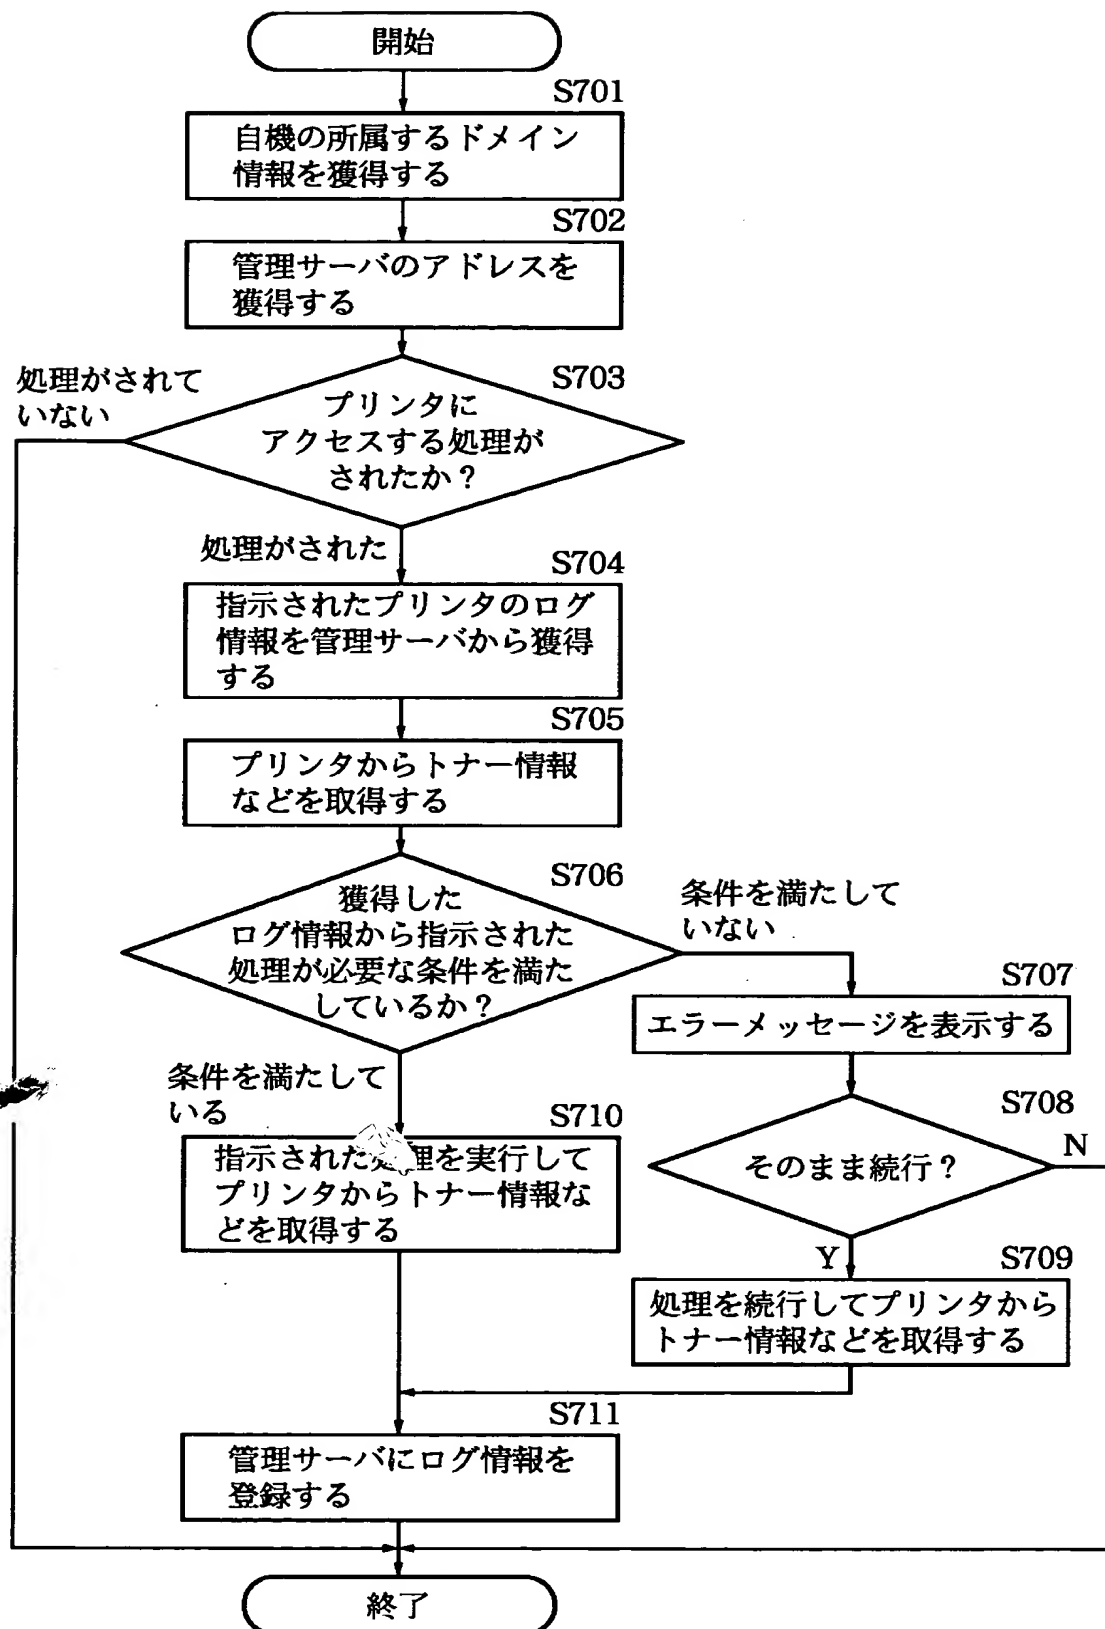 開始
S701
自機の所属するドメイン
情報を獲得する
S702
管理サーバのアドレスを
獲得する
S703
処理がされて
いない
プリンタに
アクセスする処理が
されたか？
処理がされた
S704
指示されたプリンタのログ
情報を管理サーバから獲得
する
S705
プリンタからトナー情報
などを取得する
S706
獲得した
ログ情報から指示された
処理が必要な条件を満た
しているか？
条件を満たして
いない
S707
エラーメッセージを表示する
条件を満たして
いる
S708
そのまま続行？
N
Y
S710
指示された処理を実行して
プリンタからトナー情報な
どを取得する
S709
処理を続行してプリンタから
トナー情報などを取得する
S711
管理サーバにログ情報を
登録する
終了